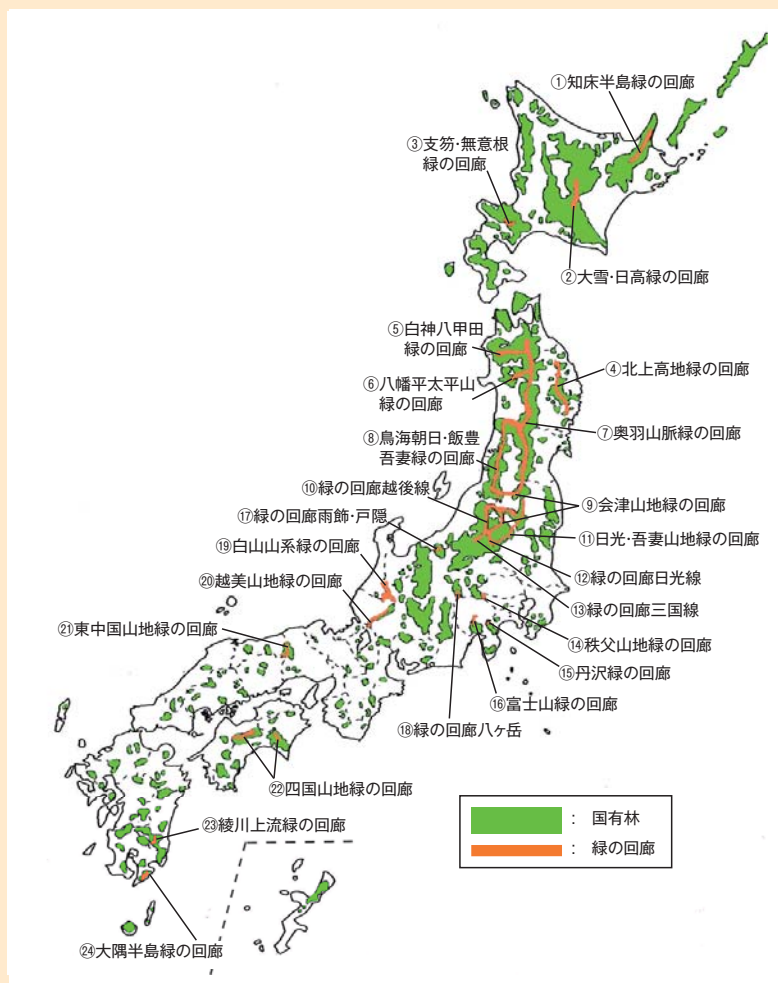 ①知床半島緑の回廊
③支笏・無意根
緑の回廊
②大雪・日高緑の回廊
⑤白神八甲田
緑の回廊
④北上高地緑の回廊
⑥八幡平太平山
緑の回廊
⑦奥羽山脈緑の回廊
⑧鳥海朝日・飯豊
吾妻緑の回廊
⑩緑の回廊越後線
⑨会津山地緑の回廊
⑰緑の回廊雨飾・戸隠
⑪日光・吾妻山地緑の回廊
⑲白山山系緑の回廊
⑫緑の回廊日光線
⑳越美山地緑の回廊
⑬緑の回廊三国線
㉑東中国山地緑の回廊
⑭秩父山地緑の回廊
⑮丹沢緑の回廊
⑯富士山緑の回廊
⑱緑の回廊八ヶ岳
㉒四国山地緑の回廊
㉓綾川上流緑の回廊
㉔大隅半島緑の回廊
： 国有林
： 緑の回廊